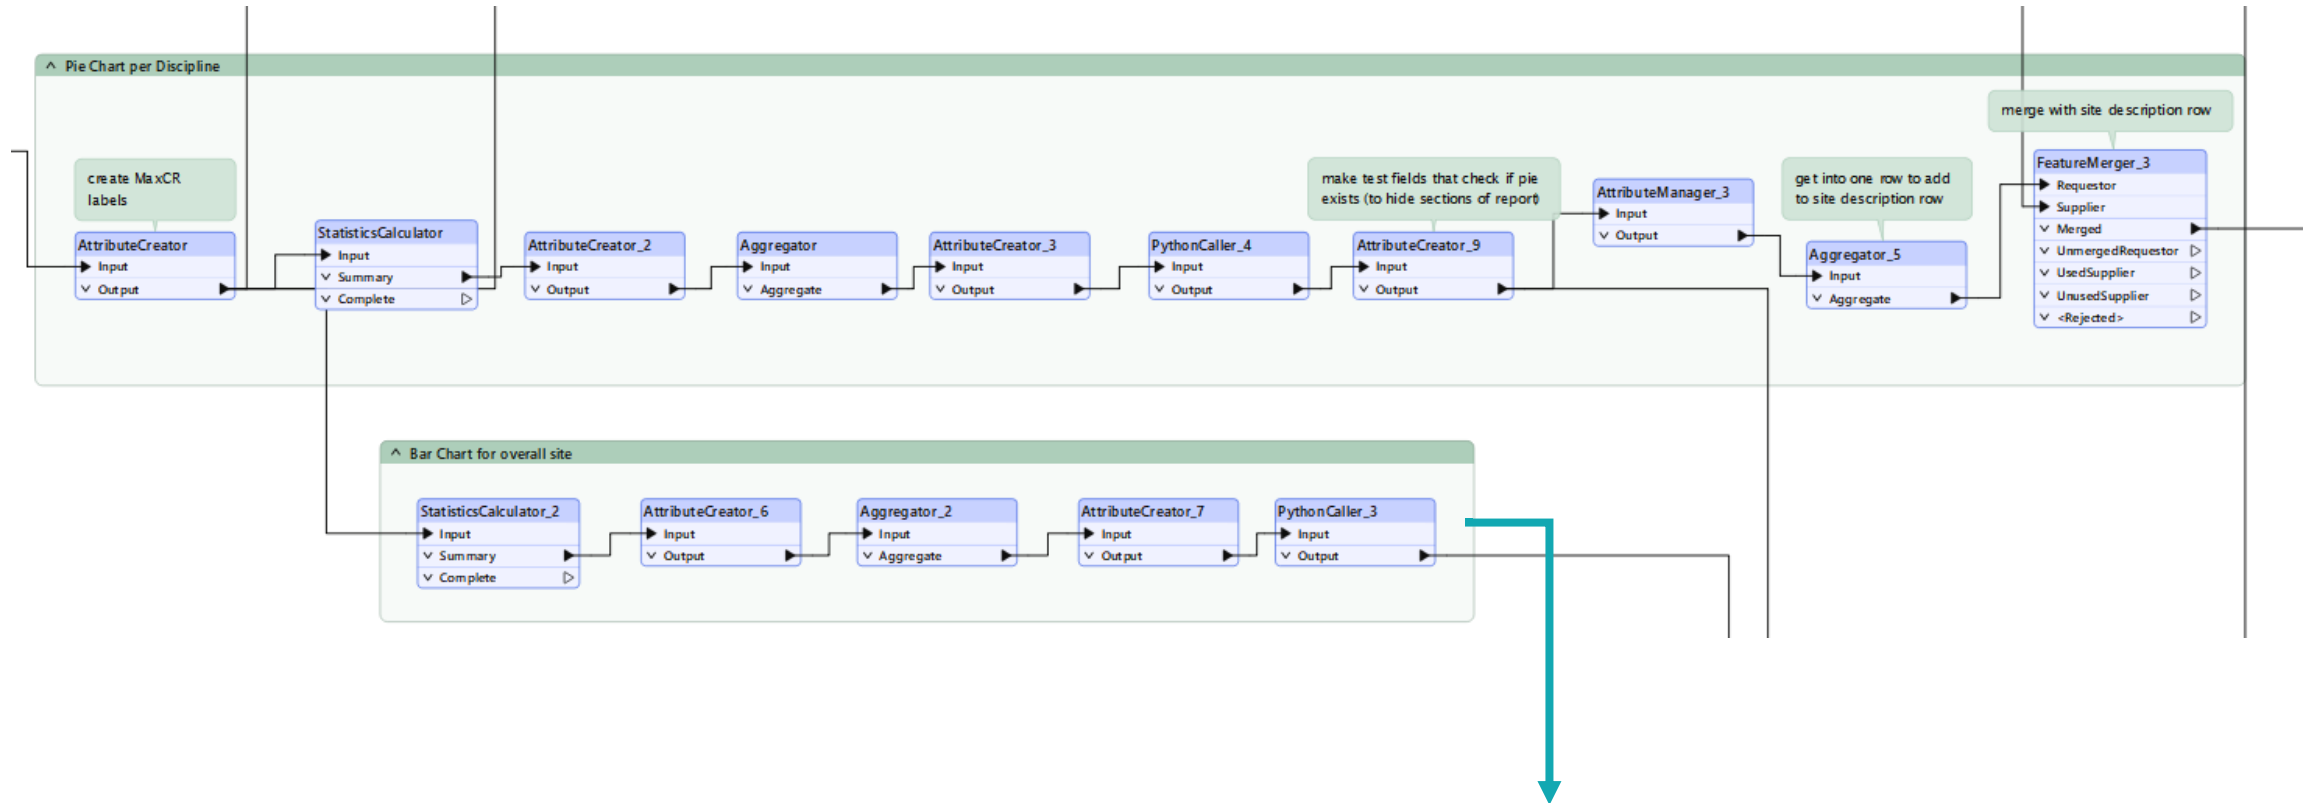 Pie Chart per Discipline
create MaxCR
labels
AttributeCreator
Input
Output
StatisticsCalculator
Input
Summary
Complete
AttributeCreator_2
Input
Output
Aggregator
Input
Aggregate
AttributeCreator_3
Input
Output
PythonCaller_4
Input
Output
make test fields that check if pie
exists (to hide sections of report)
AttributeCreator_9
Input
Output
AttributeManager_3
Input
Output
get into one row to add
to site description row
Aggregator_5
Input
Aggregate
merge with site description row
FeatureMerger_3
Requestor
Supplier
Merged
UnmergedRequestor
UsedSupplier
UnusedSupplier
<Rejected>
Bar Chart for overall site
StatisticsCalculator_2
Input
Summary
Complete
AttributeCreator_6
Input
Output
Aggregator_2
Input
Aggregate
AttributeCreator_7
Input
Output
PythonCaller_3
Input
Output